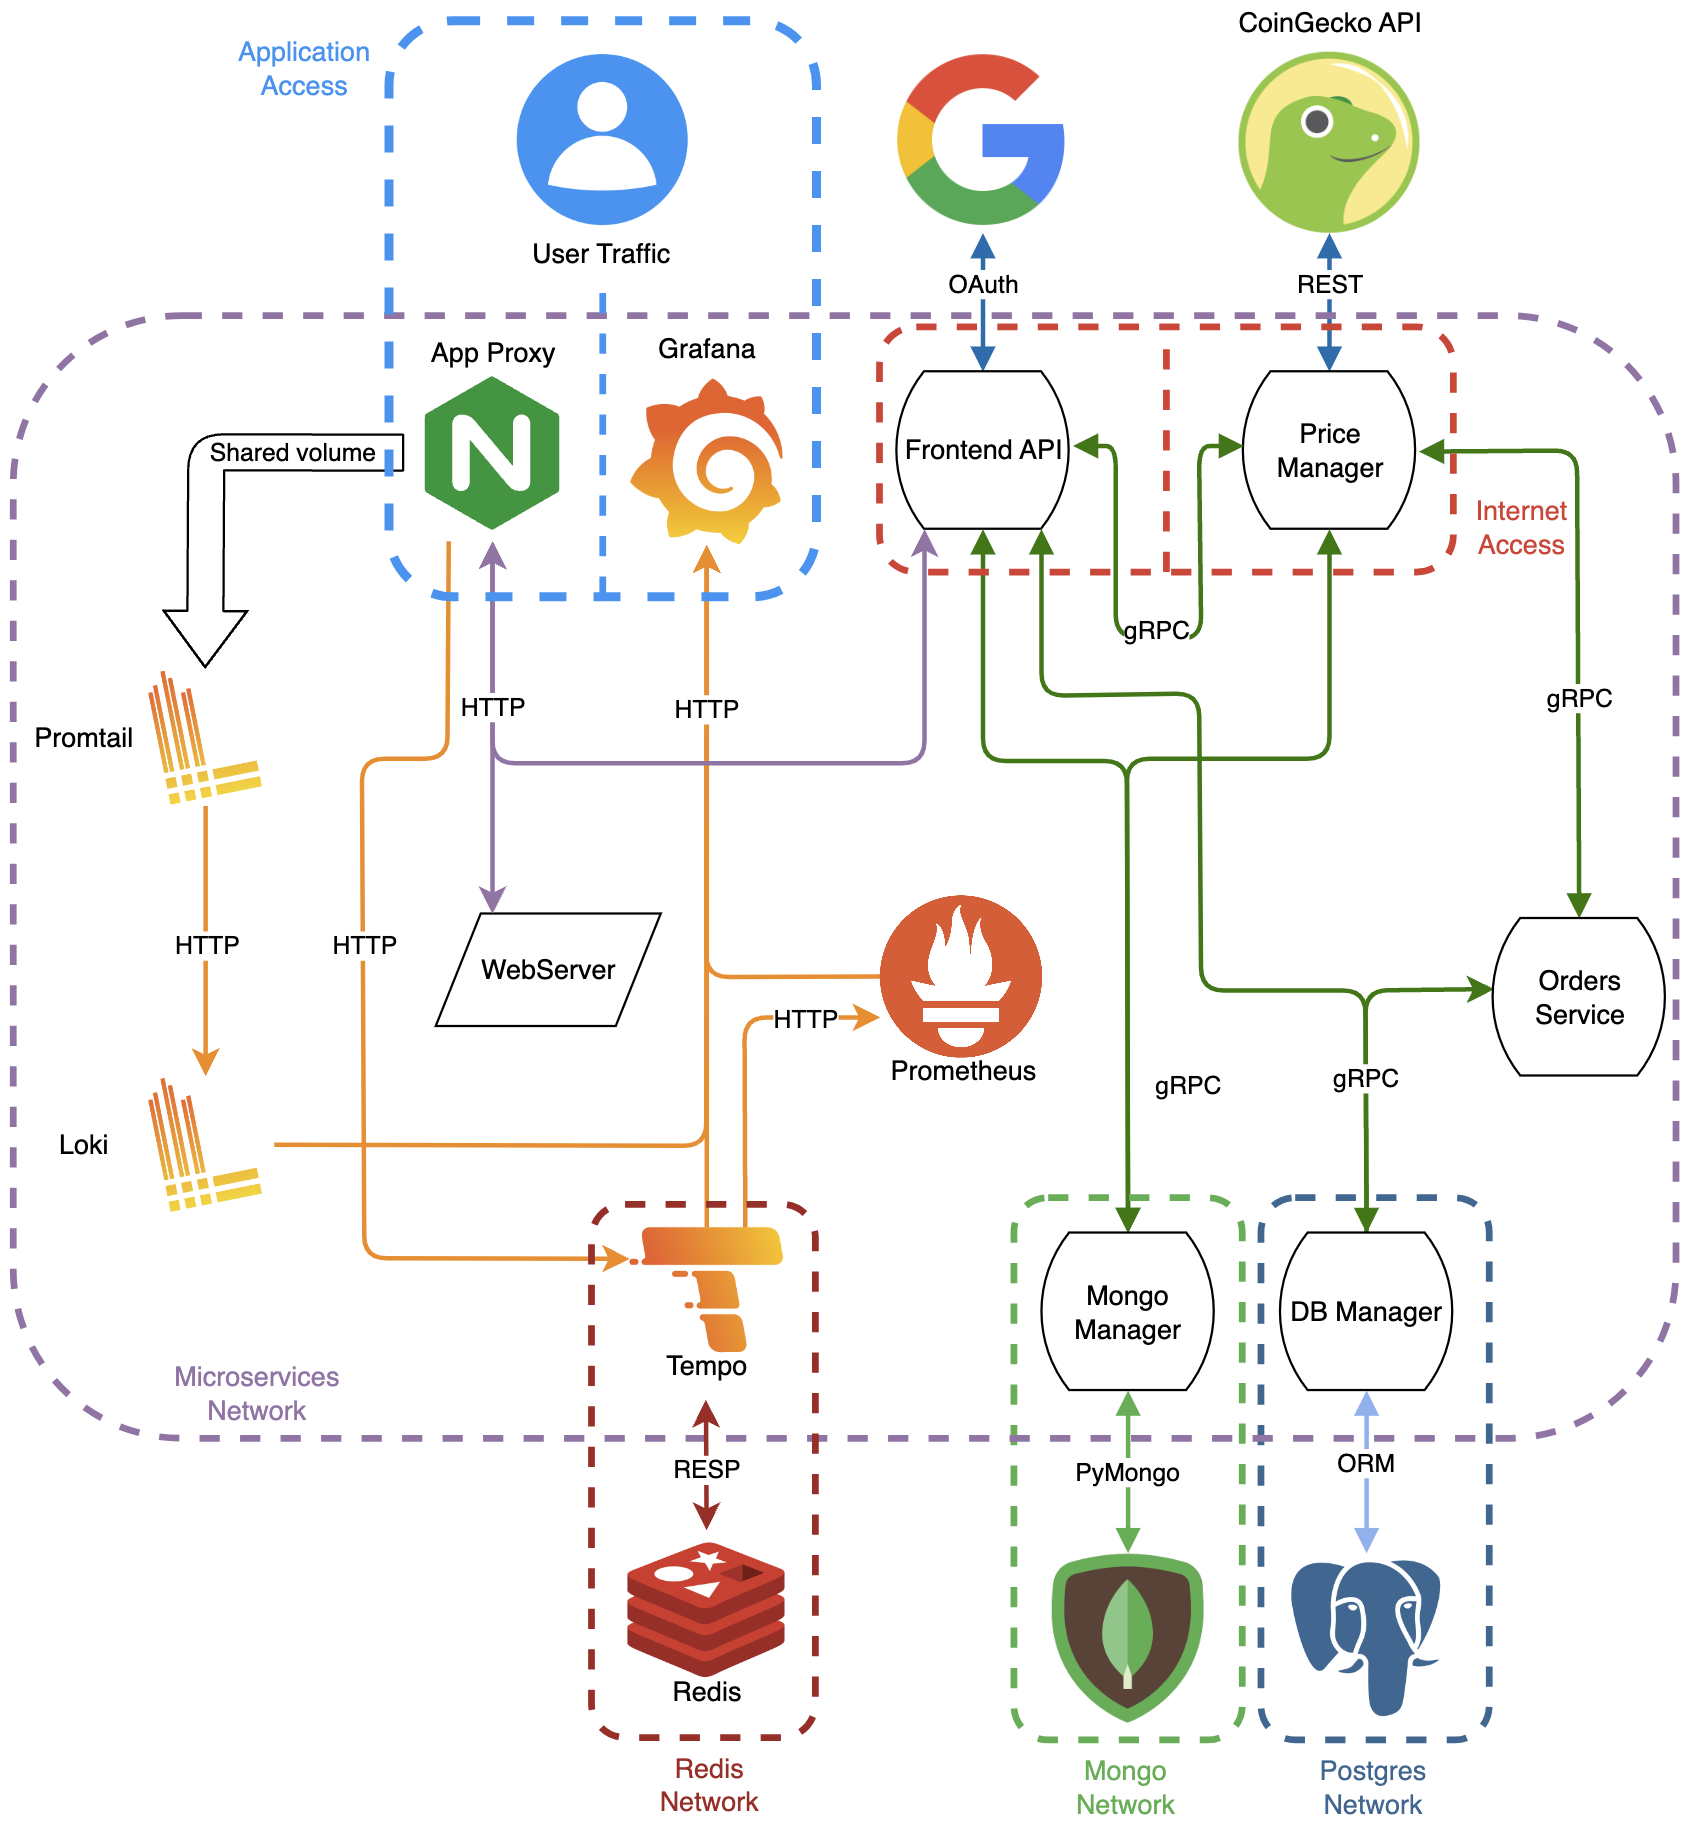 CoinGecko API
Application
Access
User Traffic
OAuth
REST
App Proxy
Grafana
Shared volume
Frontend API
Price
Manager
Internet
Access
gRPC
HTTP
HTTP
gRPC
Promtail
HTTP
HTTP
WebServer
Orders
Service
HTTP
Prometheus
gRPC
gRPC
Loki
Mongo
Manager
DB Manager
Tempo
Microservices
Network
RESP
PyMongo
ORM
Redis
Redis
Network
Mongo
Network
Postgres
Network